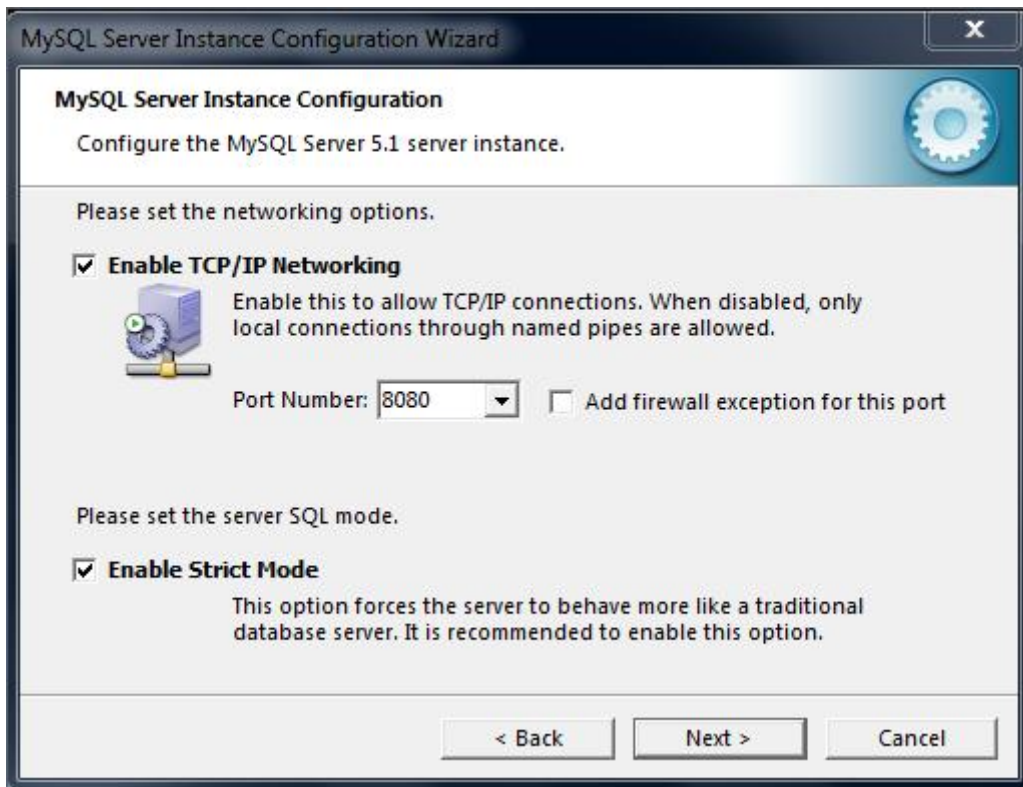 MySQL Server Instance Configuration Wizard
X
MySQL Server Instance Configuration
Configure the MySQL Server 5.1 server instance.
Please set the networking options.
Enable TCP/IP Networking
Enable this to allow TCP/IP connections. When disabled, only
local connections through named pipes are allowed.
Port Number: 8080 Add firewall exception for this port
Please set the server SQL mode.
Enable Strict Mode
This option forces the server to behave more like a traditional
database server. It is recommended to enable this option.
< Back Next > Cancel